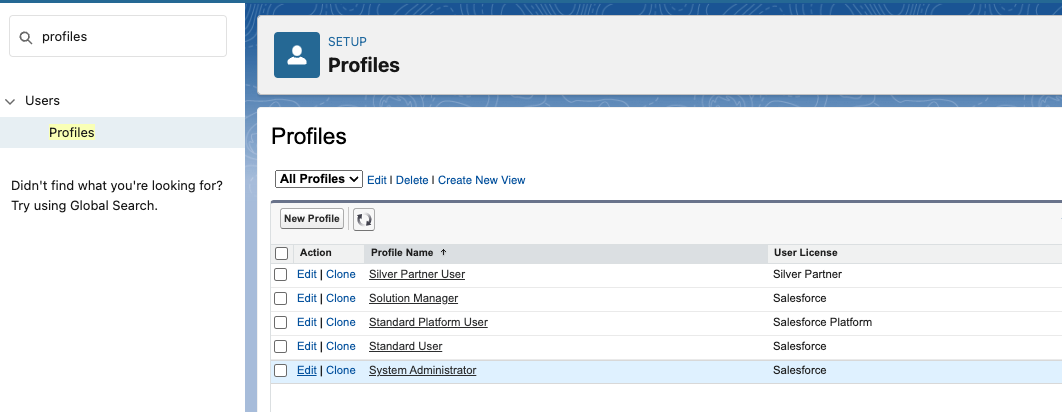 profiles
Users
Profiles
Didn't find what you're looking for?
Try using Global Search.
SETUP
Profiles
Profiles
All Profiles Edit | Delete | Create New View
New Profile
Action Profile Name ↑ User License
Edit | Clone Silver Partner User Silver Partner
Edit | Clone Solution Manager Salesforce
Edit | Clone Standard Platform User Salesforce Platform
Edit | Clone Standard User Salesforce
Edit | Clone System Administrator Salesforce